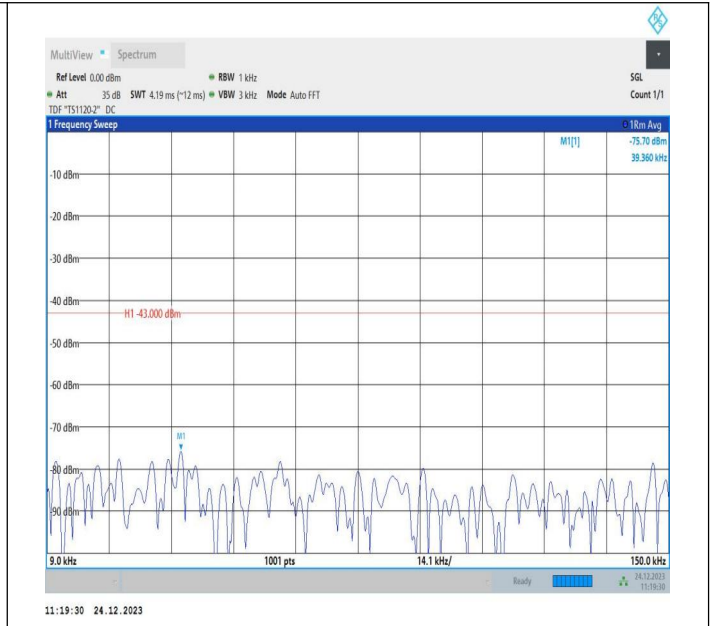 R S
MultiView Spectrum
Ref Level 0.00 dBm RBW 1 kHz SGL
Att 35 dB SWT 4.19 ms (~12 ms) VBW 3 kHz Mode Auto FFT Count 1/1
TDF "TS1120-2" DC
1 Frequency Sweep 1Rm Avg
M1[1] -75.70 dBm
39.360 kHz
-10 dBm
-20 dBm
-30 dBm
-40 dBm
H1 -43.000 dBm
-50 dBm
-60 dBm
-70 dBm
M1
-80 dBm
-90 dBm
9.0 kHz 1001 pts 14.1 kHz/ 150.0 kHz
Ready 24.12.2023
11:19:30
11:19:30 24.12.2023